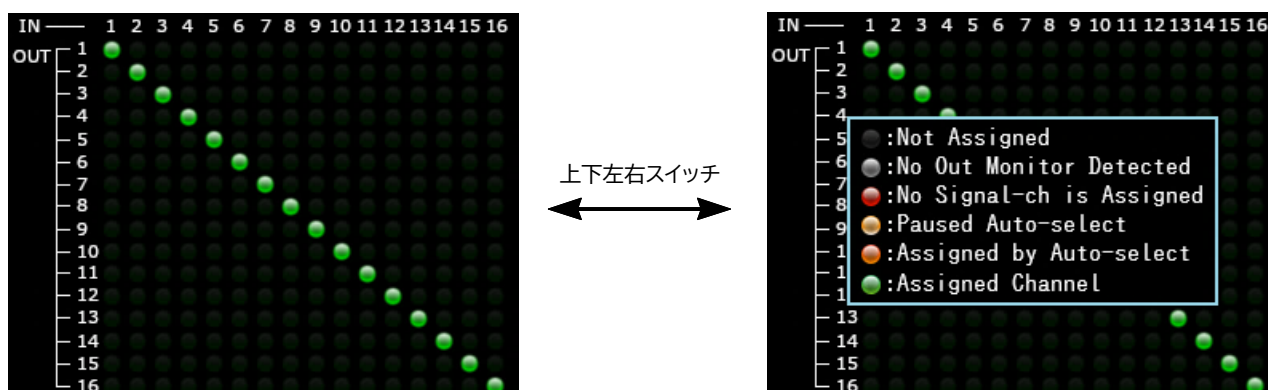 IN 1 2 3 4 5 6 7 8 9 10 11 12 13 14 15 16
OUT 1
2
3
4
5
6
7
8
9
10
11
12
13
14
15
16
上下左右スイッチ
IN 1 2 3 4 5 6 7 8 9 10 11 12 13 14 15 16
OUT 1
2
3
4
5
6
7
8
9
1
1
1
13
14
15
16
:Not Assigned
:No Out Monitor Detected
:No Signal-ch is Assigned
:Paused Auto-select
:Assigned by Auto-select
:Assigned Channel